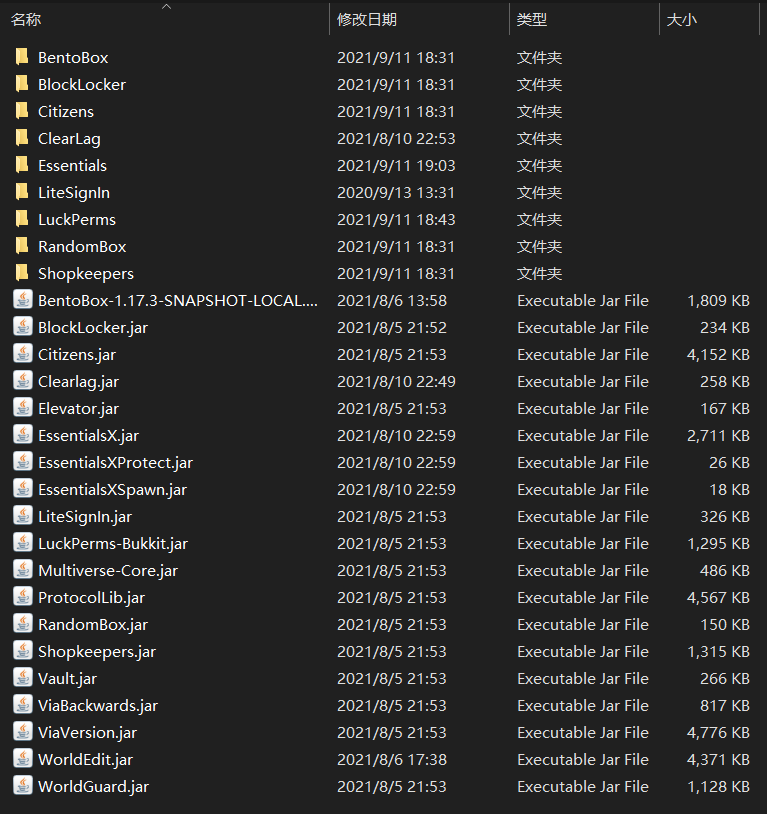 名称 修改日期 类型 大小
BentoBox 2021/9/11 18:31 文件夹
BlockLocker 2021/9/11 18:31 文件夹
Citizens 2021/9/11 18:31 文件夹
ClearLag 2021/8/10 22:53 文件夹
Essentials 2021/9/11 19:03 文件夹
LiteSignIn 2020/9/13 13:31 文件夹
LuckPerms 2021/9/11 18:43 文件夹
RandomBox 2021/9/11 18:31 文件夹
Shopkeepers 2021/9/11 18:31 文件夹
BentoBox-1.17.3-SNAPSHOT-LOCAL.... 2021/8/6 13:58 Executable Jar File 1,809 KB
BlockLocker.jar 2021/8/5 21:52 Executable Jar File 234 KB
Citizens.jar 2021/8/5 21:53 Executable Jar File 4,152 KB
Clearlag.jar 2021/8/10 22:49 Executable Jar File 258 KB
Elevator.jar 2021/8/5 21:53 Executable Jar File 167 KB
EssentialsX.jar 2021/8/10 22:59 Executable Jar File 2,711 KB
EssentialsXProtect.jar 2021/8/10 22:59 Executable Jar File 26 KB
EssentialsXSpawn.jar 2021/8/10 22:59 Executable Jar File 18 KB
LiteSignIn.jar 2021/8/5 21:53 Executable Jar File 326 KB
LuckPerms-Bukkit.jar 2021/8/5 21:53 Executable Jar File 1,295 KB
Multiverse-Core.jar 2021/8/5 21:53 Executable Jar File 486 KB
ProtocolLib.jar 2021/8/5 21:53 Executable Jar File 4,567 KB
RandomBox.jar 2021/8/5 21:53 Executable Jar File 150 KB
Shopkeepers.jar 2021/8/5 21:53 Executable Jar File 1,315 KB
Vault.jar 2021/8/5 21:53 Executable Jar File 266 KB
ViaBackwards.jar 2021/8/5 21:53 Executable Jar File 817 KB
ViaVersion.jar 2021/8/5 21:53 Executable Jar File 4,776 KB
WorldEdit.jar 2021/8/6 17:38 Executable Jar File 4,371 KB
WorldGuard.jar 2021/8/5 21:53 Executable Jar File 1,128 KB